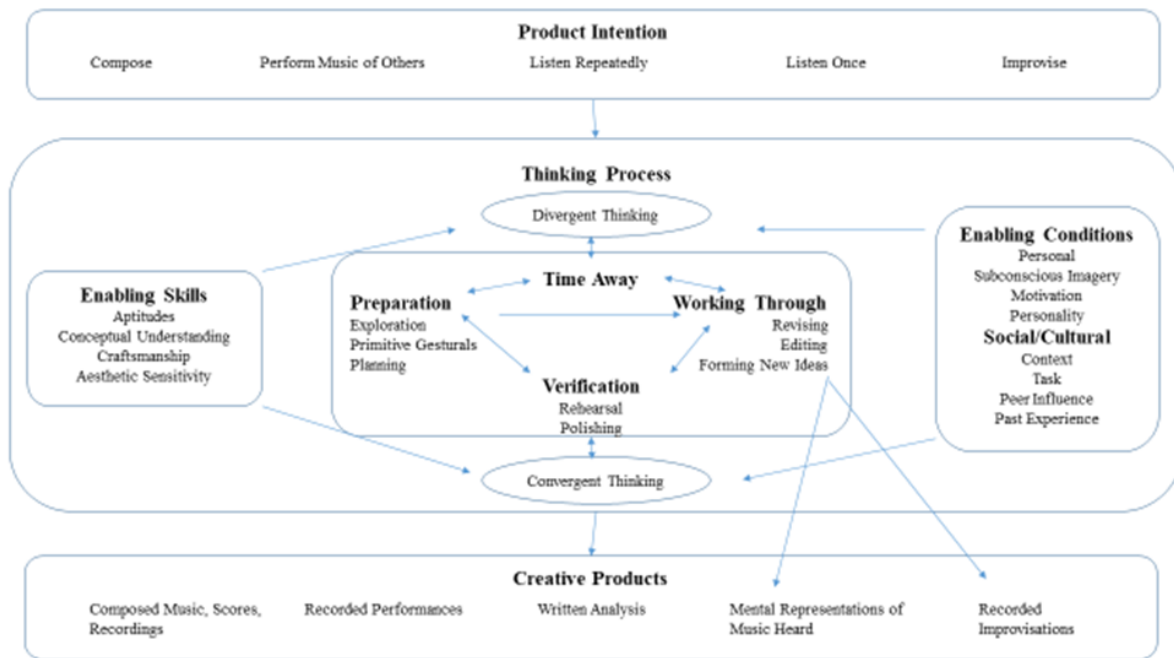 Product Intention
Compose
Perform Music of Others
Listen Repeatedly
Listen Once
Improvise
Thinking Process
Divergent Thinking
Enabling Skills
Aptitudes
Conceptual Understanding
Craftsmanship
Aesthetic Sensitivity
Time Away
Preparation
Exploration
Primitive Gesturals
Planning
Working Through
Revising
Editing
Forming New Ideas
Verification
Rehearsal
Polishing
Convergent Thinking
Enabling Conditions
Personal
Subconscious Imagery
Motivation
Personality
Social/Cultural
Context
Task
Peer Influence
Past Experience
Creative Products
Composed Music, Scores,
Recordings
Recorded Performances
Written Analysis
Mental Representations of
Music Heard
Recorded
Improvisations